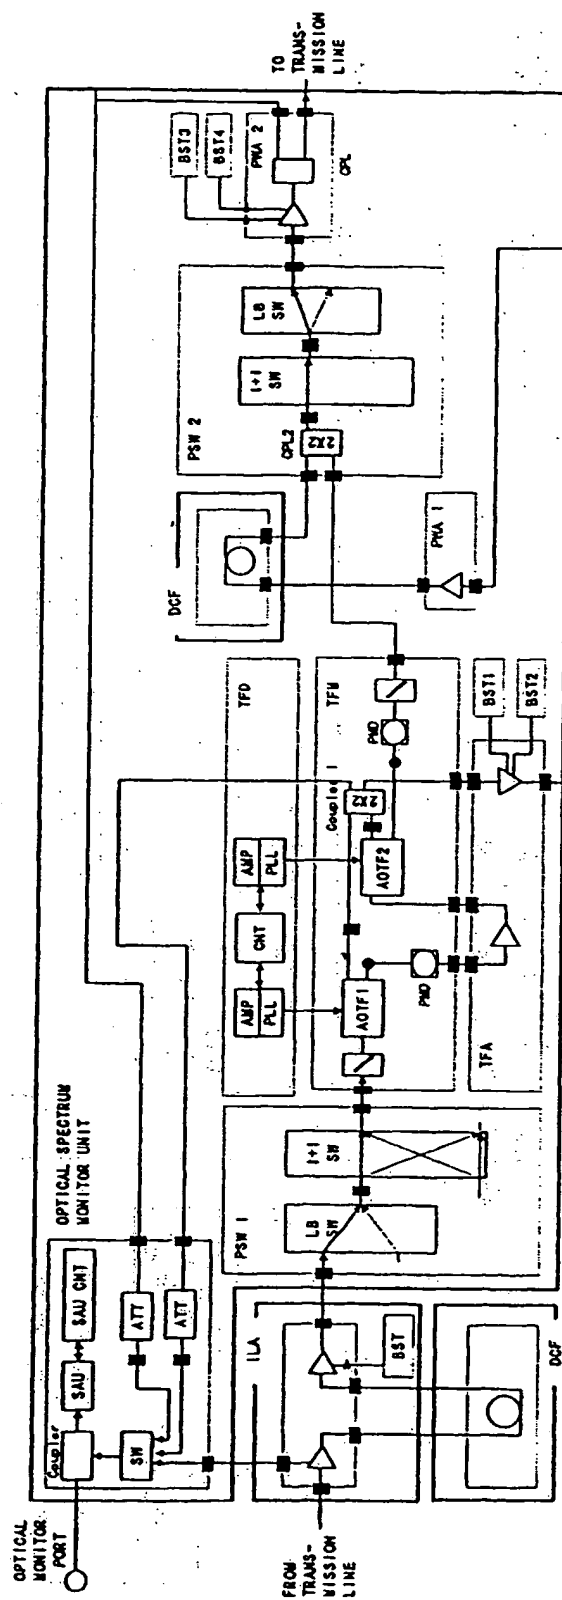 OPTICAL
MONITOR
PORT
OPTICAL SPECTRUM
MONITOR UNIT
Coupler
SAU
SAU CNT
SW
ATT
ATT
FROM
TRANS-
MISSION
LINE
ILA
BST
DCF
PSW 1
LB
SW
1+1
SW
TFD
AMP
PLL
CNT
AMP
PLL
TFM
AOTF1
PMD
Coupler 1
2X2
AOTF2
PMD
TFA
BST1
BST2
DCF
PWA 1
PSW 2
CPL2
2X2
1+1
SW
LB
SW
BST3
BST4
PWA 2
CPL
TO
TRANS-
MISSION
LINE